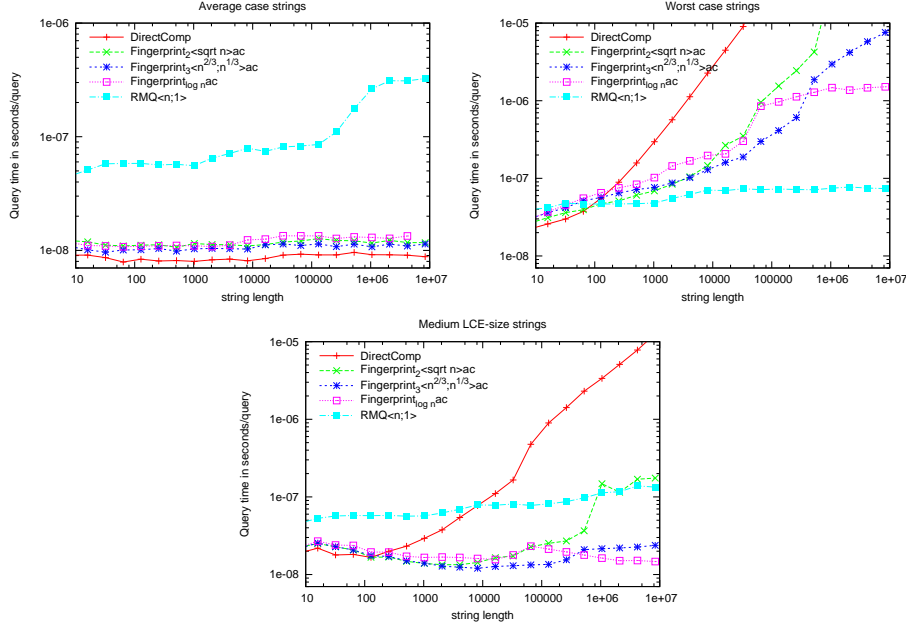 Average case strings
Query time in seconds/query
1e-06
1e-07
1e-08
DirectComp
Fingerprint2<sqrt n>ac
Fingerprint3<n^2/3;n^1/3>ac
Fingerprintlog nac
RMQ<n;1>
10 100 1000 10000 100000 1e+06 1e+07
string length
Worst case strings
Query time in seconds/query
1e-05
1e-06
1e-07
1e-08
DirectComp
Fingerprint2<sqrt n>ac
Fingerprint3<n^2/3;n^1/3>ac
Fingerprintlog nac
RMQ<n;1>
10 100 1000 10000 100000 1e+06 1e+07
string length
Medium LCE-size strings
Query time in seconds/query
1e-05
1e-06
1e-07
1e-08
DirectComp
Fingerprint2<sqrt n>ac
Fingerprint3<n^2/3;n^1/3>ac
Fingerprintlog nac
RMQ<n;1>
10 100 1000 10000 100000 1e+06 1e+07
string length